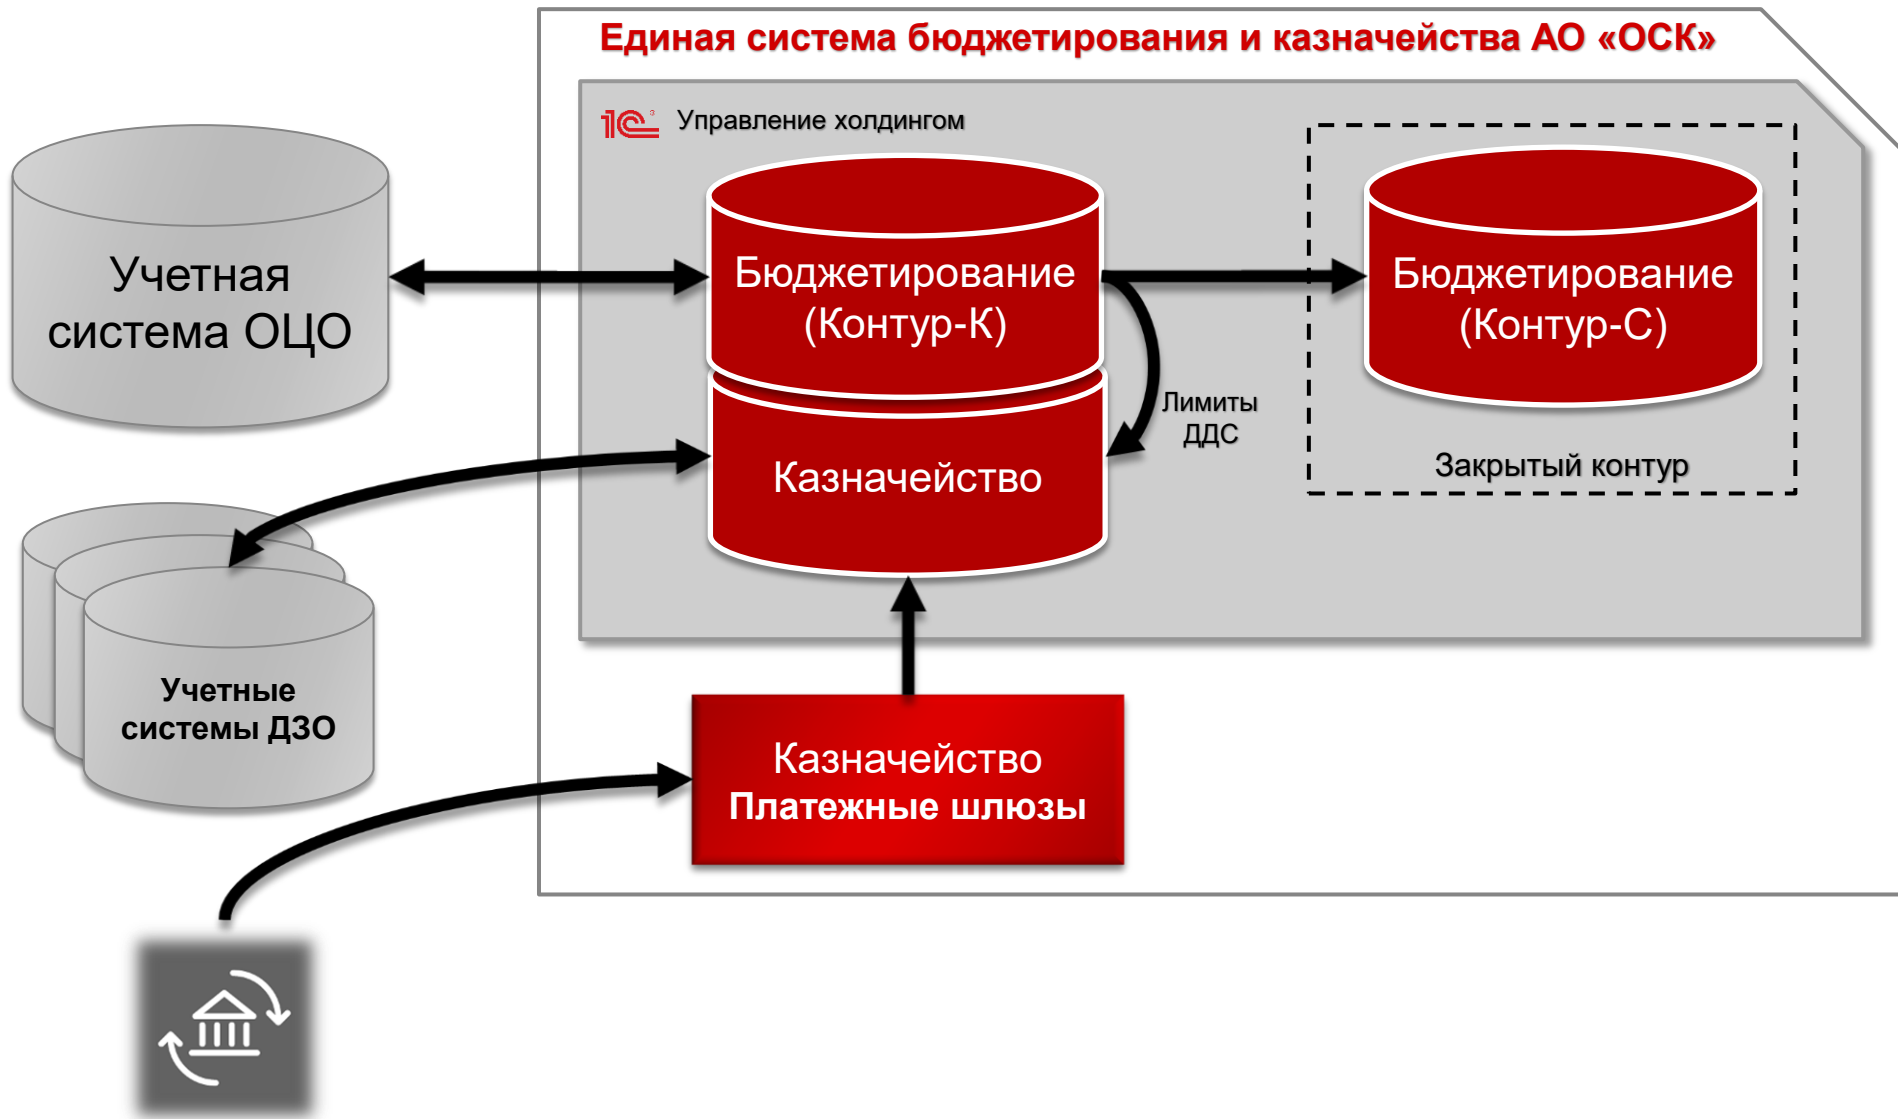 Единая система бюджетирования и казначейства АО «ОСК»
1С Управление холдингом
Учетная
система ОЦО
Бюджетирование
(Контур-К)
Бюджетирование
(Контур-С)
Лимиты
ДДС
Закрытый контур
Казначейство
Учетные
системы ДЗО
Казначейство
Платежные шлюзы